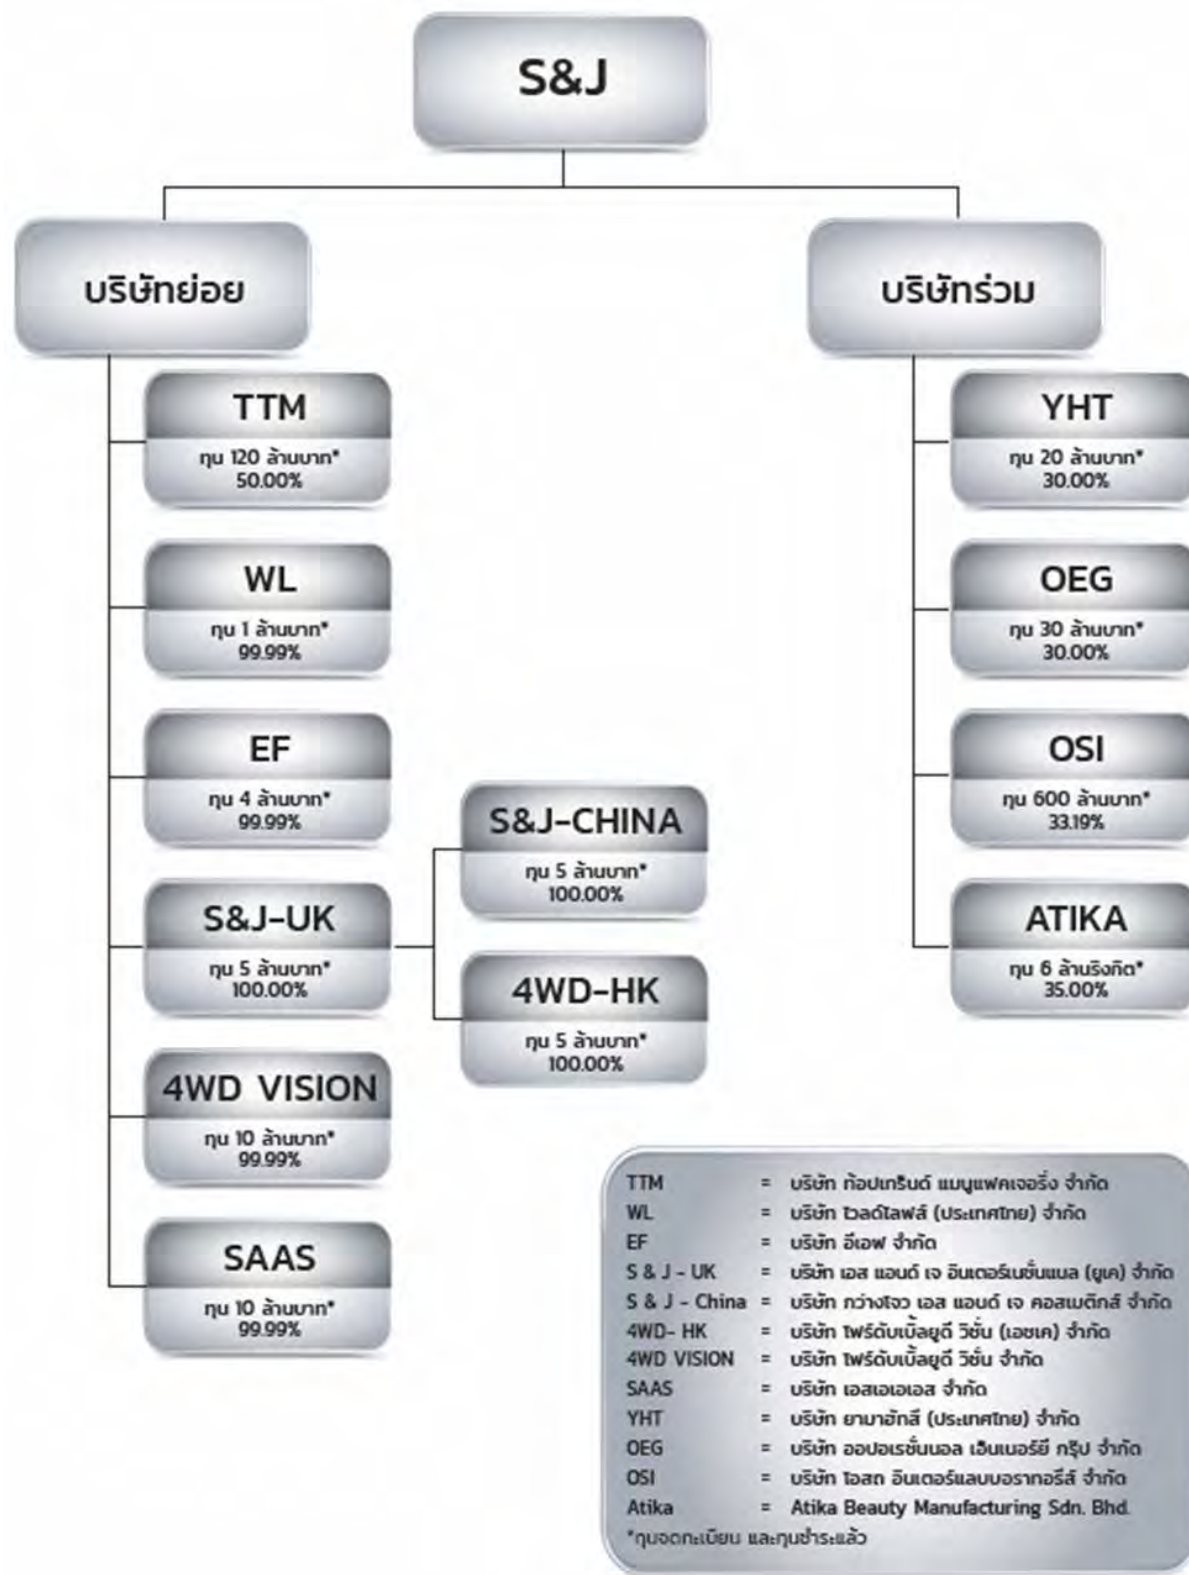 S&J
บริษัทย่อย
บริษัทร่วม
TTM
ทุน 120 ล้านบาท*
50.00%
WL
ทุน 1 ล้านบาท*
99.99%
EF
ทุน 4 ล้านบาท*
99.99%
S&J-UK
ทุน 5 ล้านบาท*
100.00%
S&J-CHINA
ทุน 5 ล้านบาท*
100.00%
4WD-HK
ทุน 5 ล้านบาท*
100.00%
4WD VISION
ทุน 10 ล้านบาท*
99.99%
SAAS
ทุน 10 ล้านบาท*
99.99%
YHT
ทุน 20 ล้านบาท*
30.00%
OEG
ทุน 30 ล้านบาท*
30.00%
OSI
ทุน 600 ล้านบาท*
33.19%
ATIKA
ทุน 6 ล้านริงกิต*
35.00%
TTM = บริษัท ท้อปเทรินด์ แมนูแฟคเจอริ่ง จำกัด
WL = บริษัท ไวลด์ไลฟส์ (ประเทศไทย) จำกัด
EF = บริษัท อีเอฟ จำกัด
S & J - UK = บริษัท เอส แอนด์ เจ อินเตอร์เนชั่นแนล (ยูเค) จำกัด
S & J - China = บริษัท กว่างโจว เอส แอนด์ เจ คอสเมติกส์ จำกัด
4WD- HK = บริษัท โฟร์ดับเบิ้ลยูดี วิชั่น (เอชเค) จำกัด
4WD VISION = บริษัท โฟร์ดับเบิ้ลยูดี วิชั่น จำกัด
SAAS = บริษัท เอสเอเอเอส จำกัด
YHT = บริษัท ยามาฮัทสึ (ประเทศไทย) จำกัด
OEG = บริษัท ออปอเรชั่นนอล เอ็นเนอร์ยี กรุ๊ป จำกัด
OSI = บริษัท โอสถ อินเตอร์แลบบอราทอรีส์ จำกัด
Atika = Atika Beauty Manufacturing Sdn. Bhd.
*ทุนจดทะเบียน และทุนชำระแล้ว